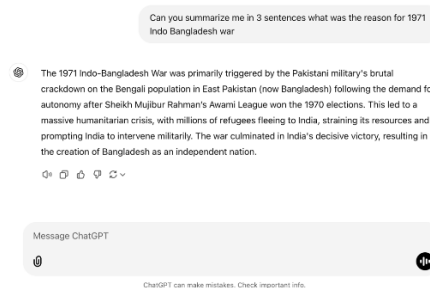 Can you summarize me in 3 sentences what was the reason for 1971
Indo Bangladesh war
The 1971 Indo-Bangladesh War was primarily triggered by the Pakistani military's brutal
crackdown on the Bengali population in East Pakistan (now Bangladesh) following the demand fo
autonomy after Sheikh Mujibur Rahman's Awami League won the 1970 elections. This led to a
massive humanitarian crisis, with millions of refugees fleeing to India, straining its resources and
prompting India to intervene militarily. The war culminated in India's decisive victory, resulting in
the creation of Bangladesh as an independent nation.
Message ChatGPT
ChatGPT can make mistakes. Check important info.